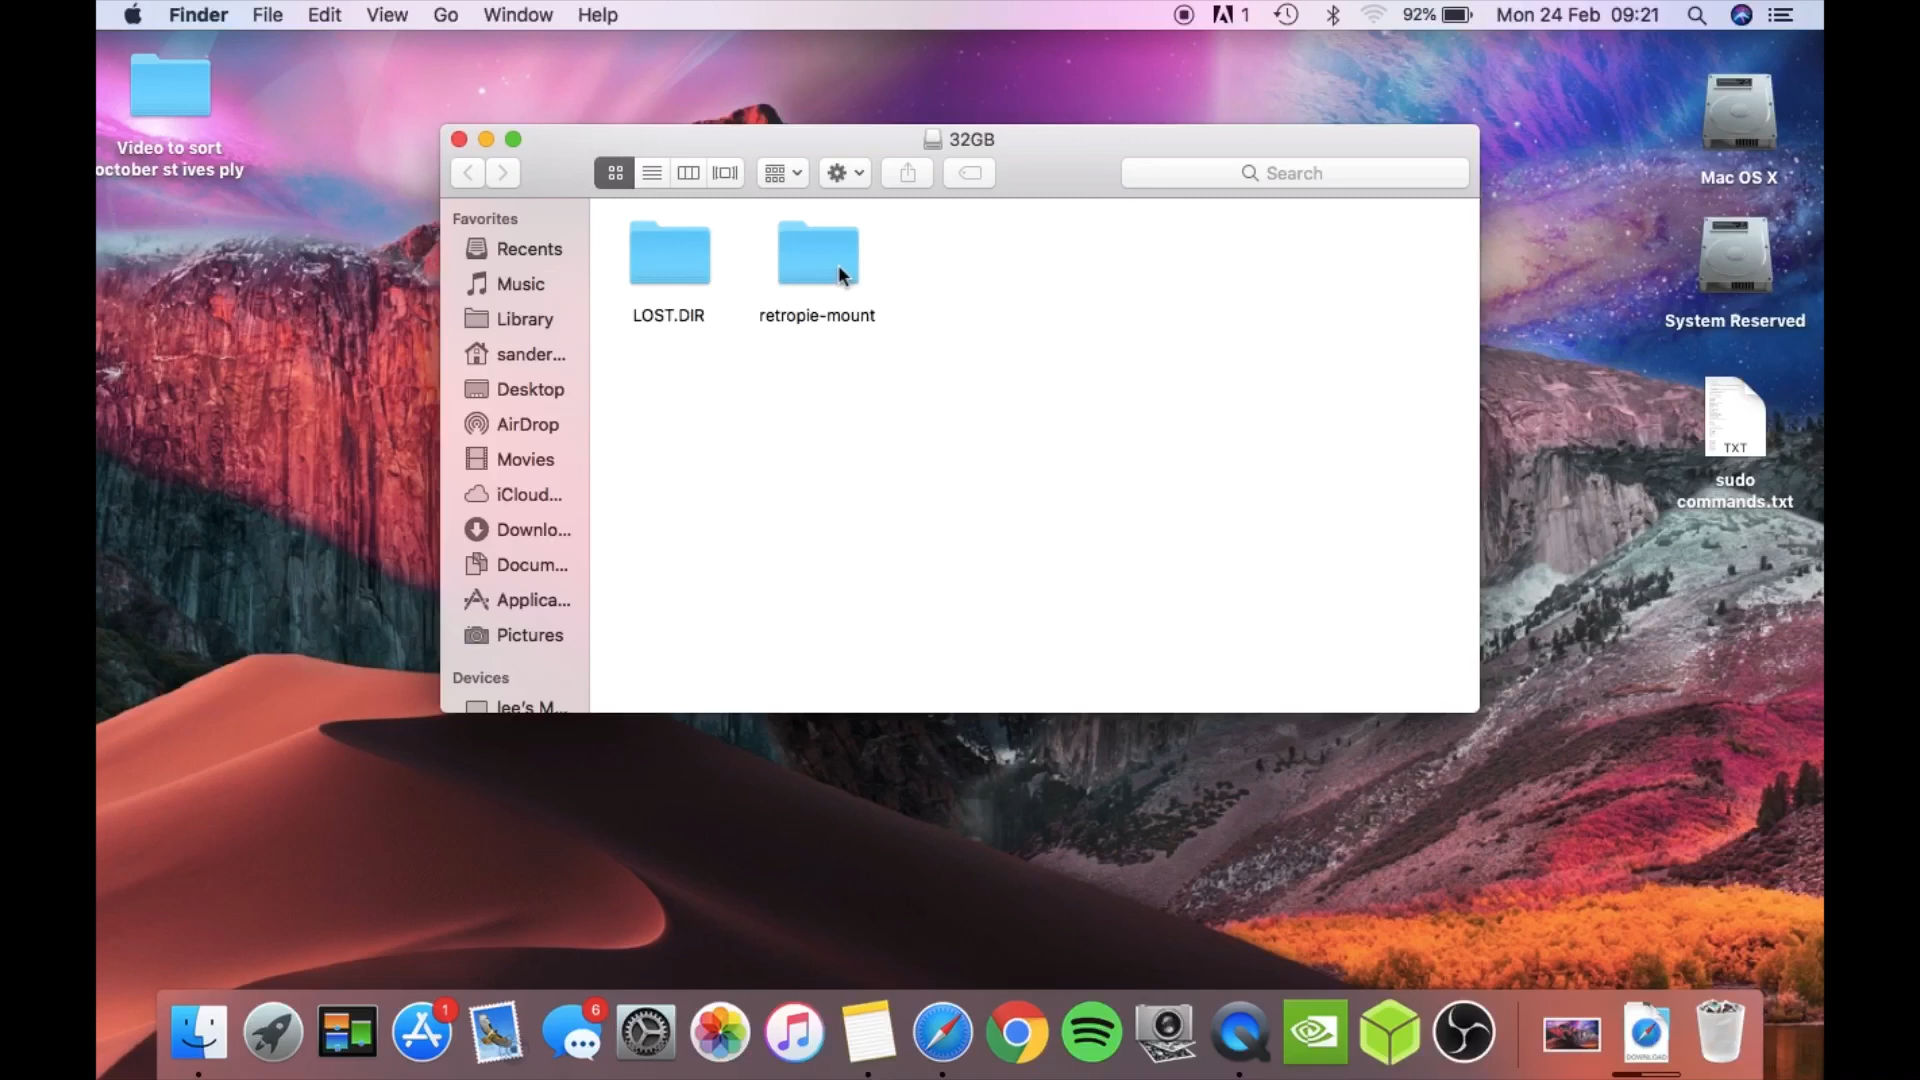 Finder File Edit View Go Window Help 1 92% Mon 24 Feb 09:21
Video to sort
october st ives ply
32GB
Search
Favorites
Recents
Music
Library
sander...
Desktop
AirDrop
Movies
iCloud...
Downlo...
Docum...
Applica...
Pictures
Devices
lee's M...
LOST.DIR
retropie-mount
Mac OS X
System Reserved
TXT
sudo
commands.txt
1
6
DOWNLOAD